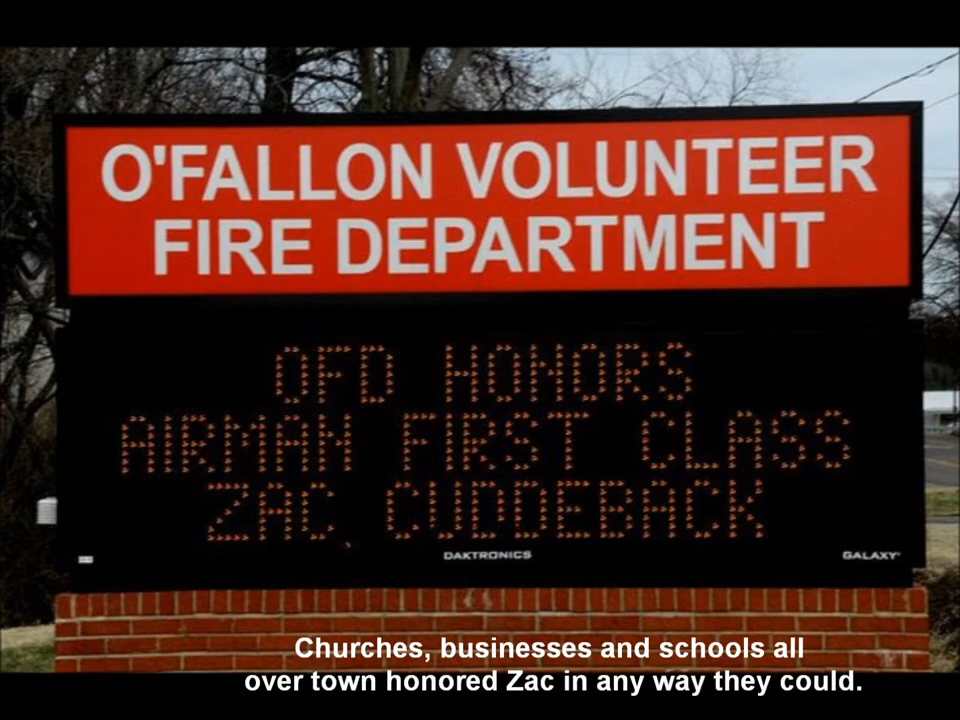 O'FALLON VOLUNTEER
FIRE DEPARTMENT
OFD HONORS
AIRMAN FIRST CLASS
ZAC CUDDEBACK
DAKTRONICS
GALAXY
Churches, businesses and schools all
over town honored Zac in any way they could.